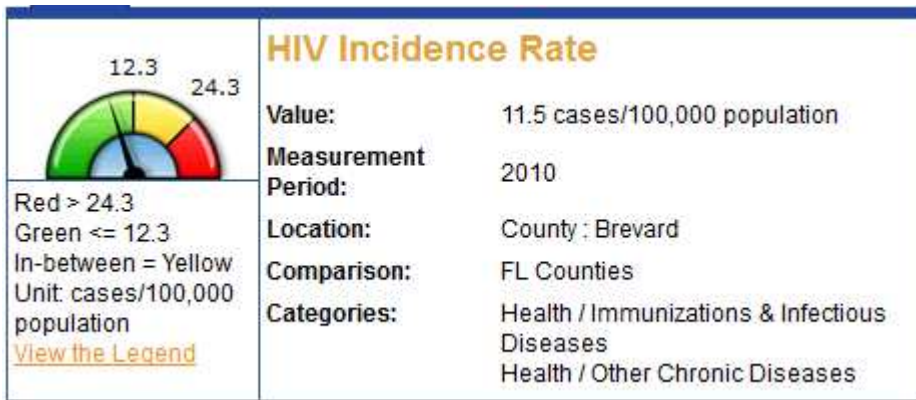 12.3
24.3
Red > 24.3
Green <= 12.3
In-between = Yellow
Unit: cases/100,000
population
View the Legend
HIV Incidence Rate
Value: 11.5 cases/100,000 population
Measurement
Period: 2010
Location: County : Brevard
Comparison: FL Counties
Categories: Health / Immunizations & Infectious
Diseases
Health / Other Chronic Diseases